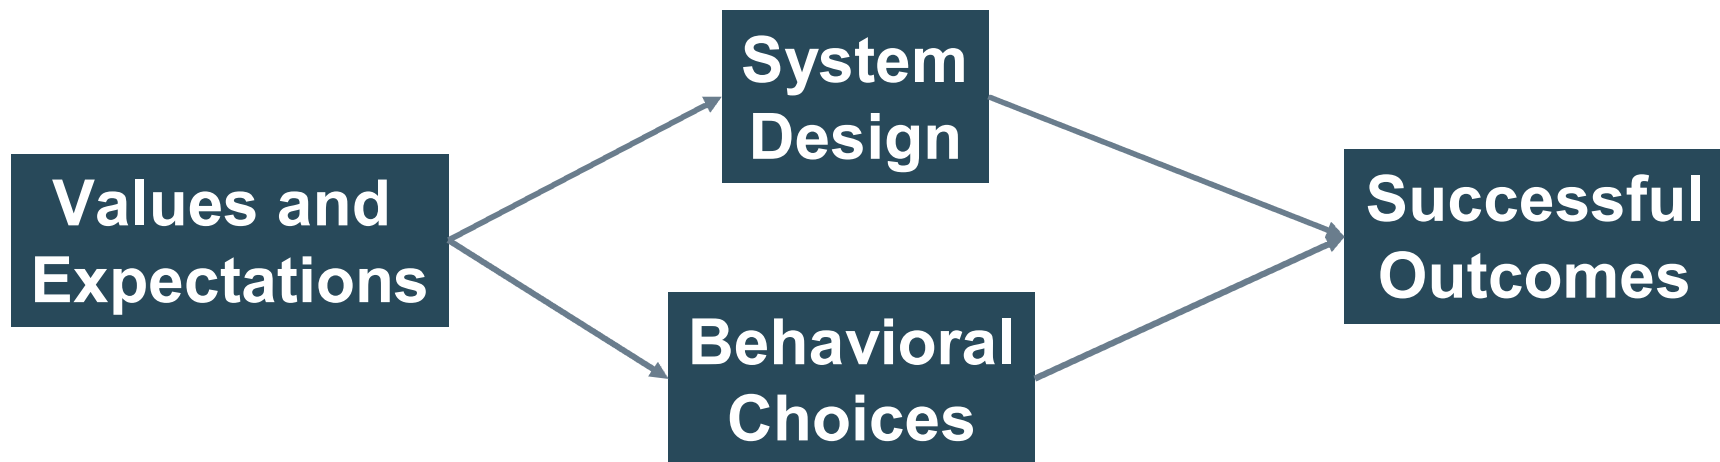 System
Design
Values and
Expectations
Successful
Outcomes
Behavioral
Choices